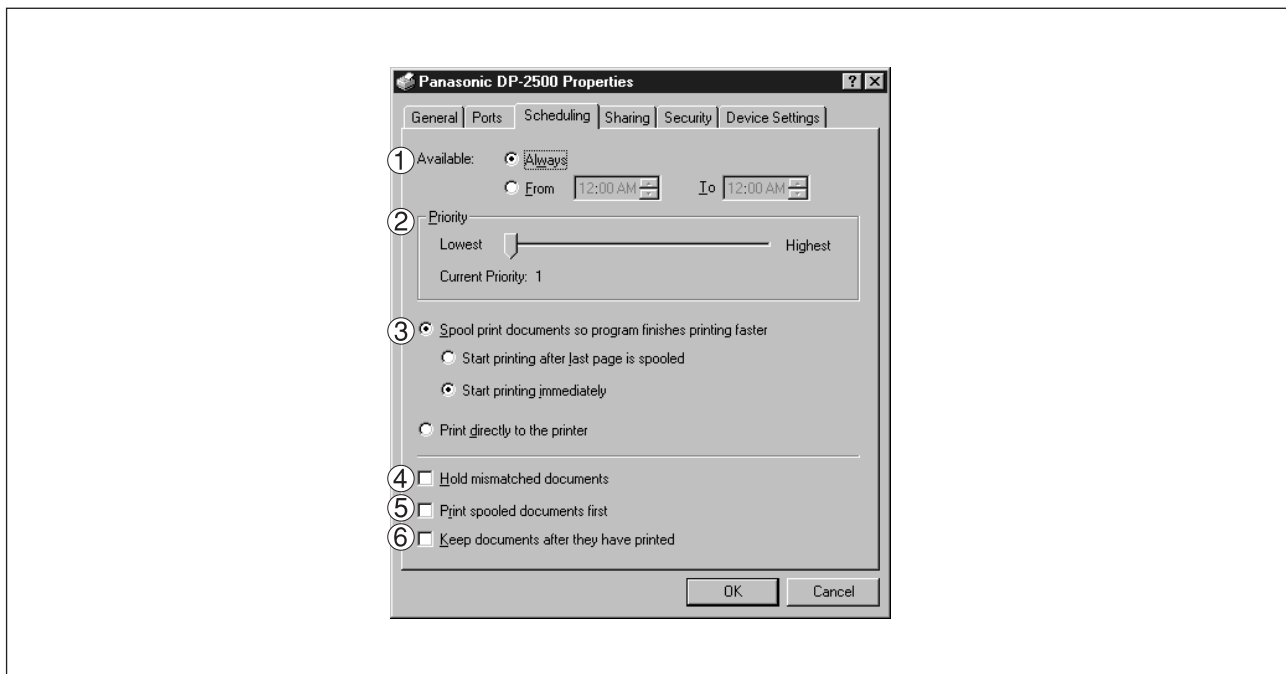 Panasonic DP-2500 Properties
General Ports Scheduling Sharing Security Device Settings
1 Available: Always
From 12:00 AM To 12:00 AM
2 Priority
Lowest Highest
Current Priority: 1
3 Spool print documents so program finishes printing faster
Start printing after last page is spooled
Start printing immediately
Print directly to the printer
4 Hold mismatched documents
5 Print spooled documents first
6 Keep documents after they have printed
OK Cancel